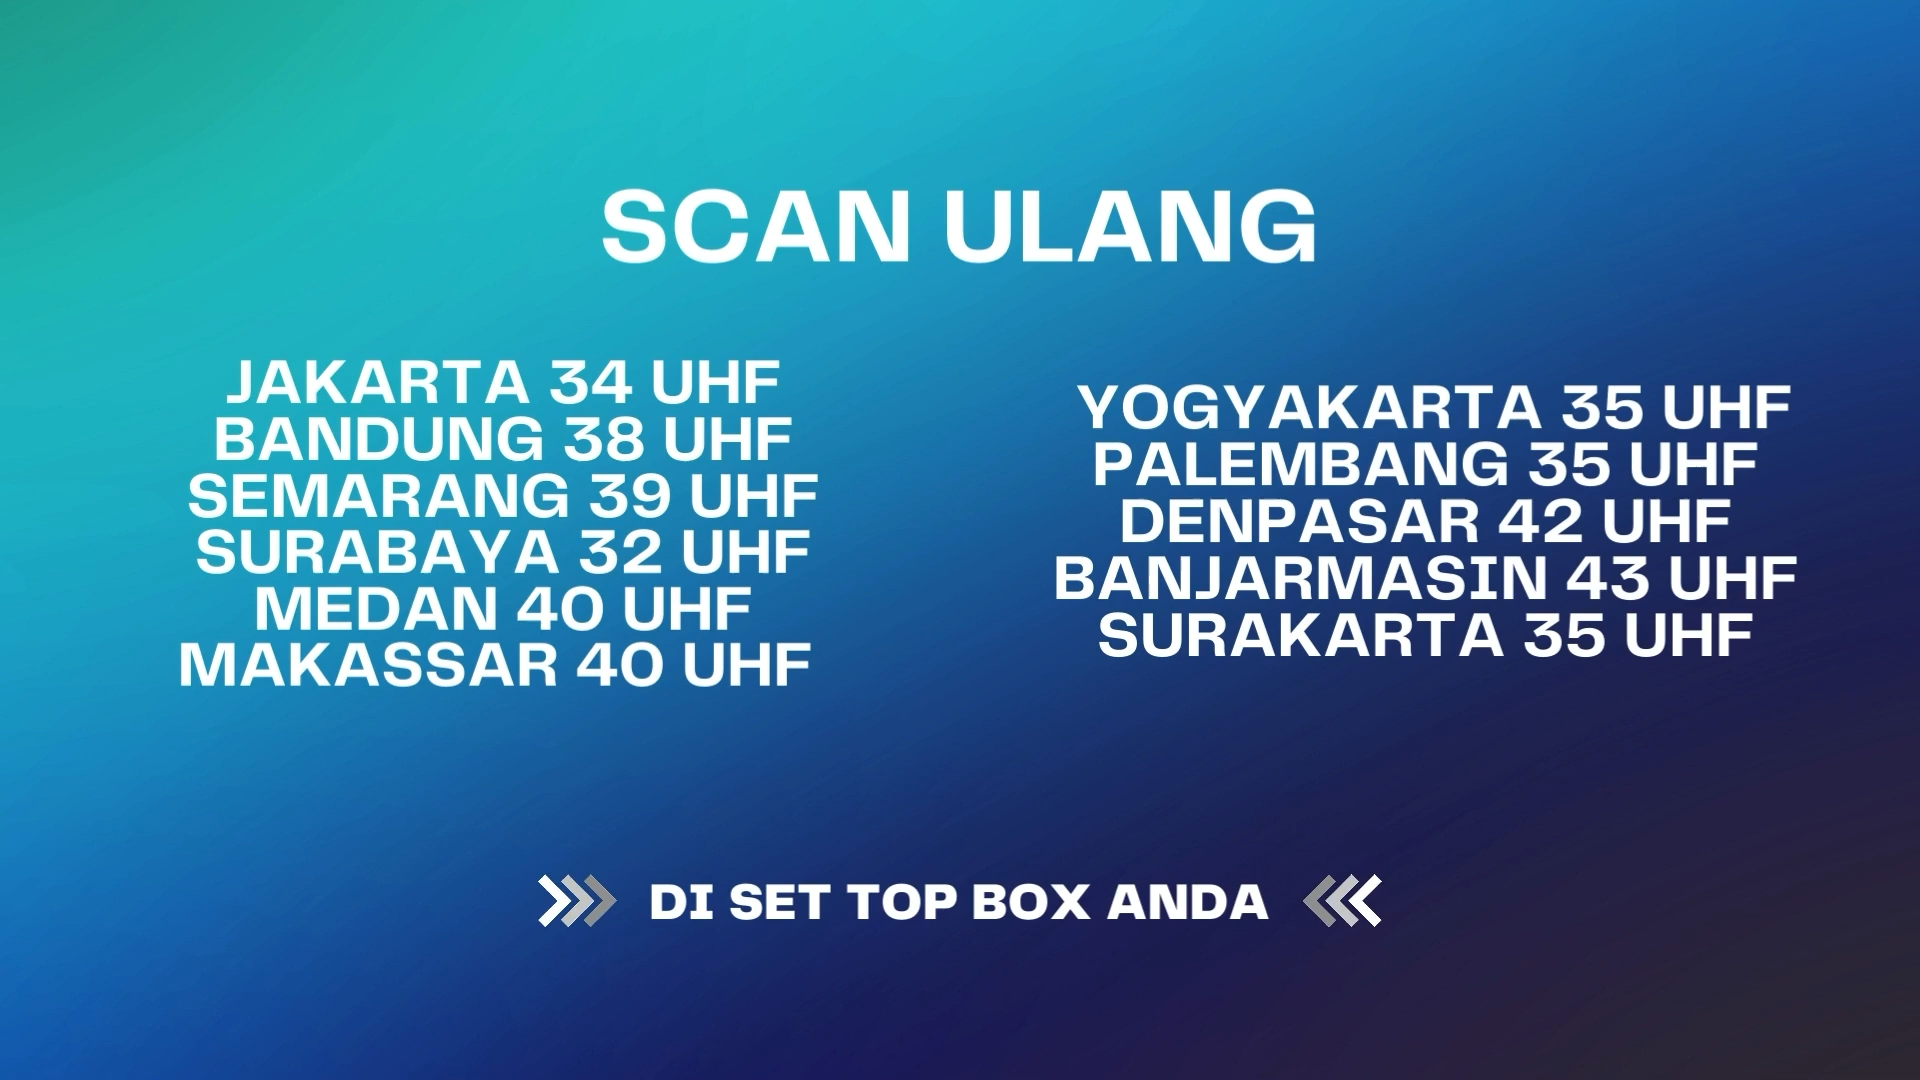 SCAN ULANG
JAKARTA 34 UHF
BANDUNG 38 UHF
SEMARANG 39 UHF
SURABAYA 32 UHF
MEDAN 40 UHF
MAKASSAR 40 UHF
YOGYAKARTA 35 UHF
PALEMBANG 35 UHF
DENPASAR 42 UHF
BANJARMASIN 43 UHF
SURAKARTA 35 UHF
DI SET TOP BOX ANDA